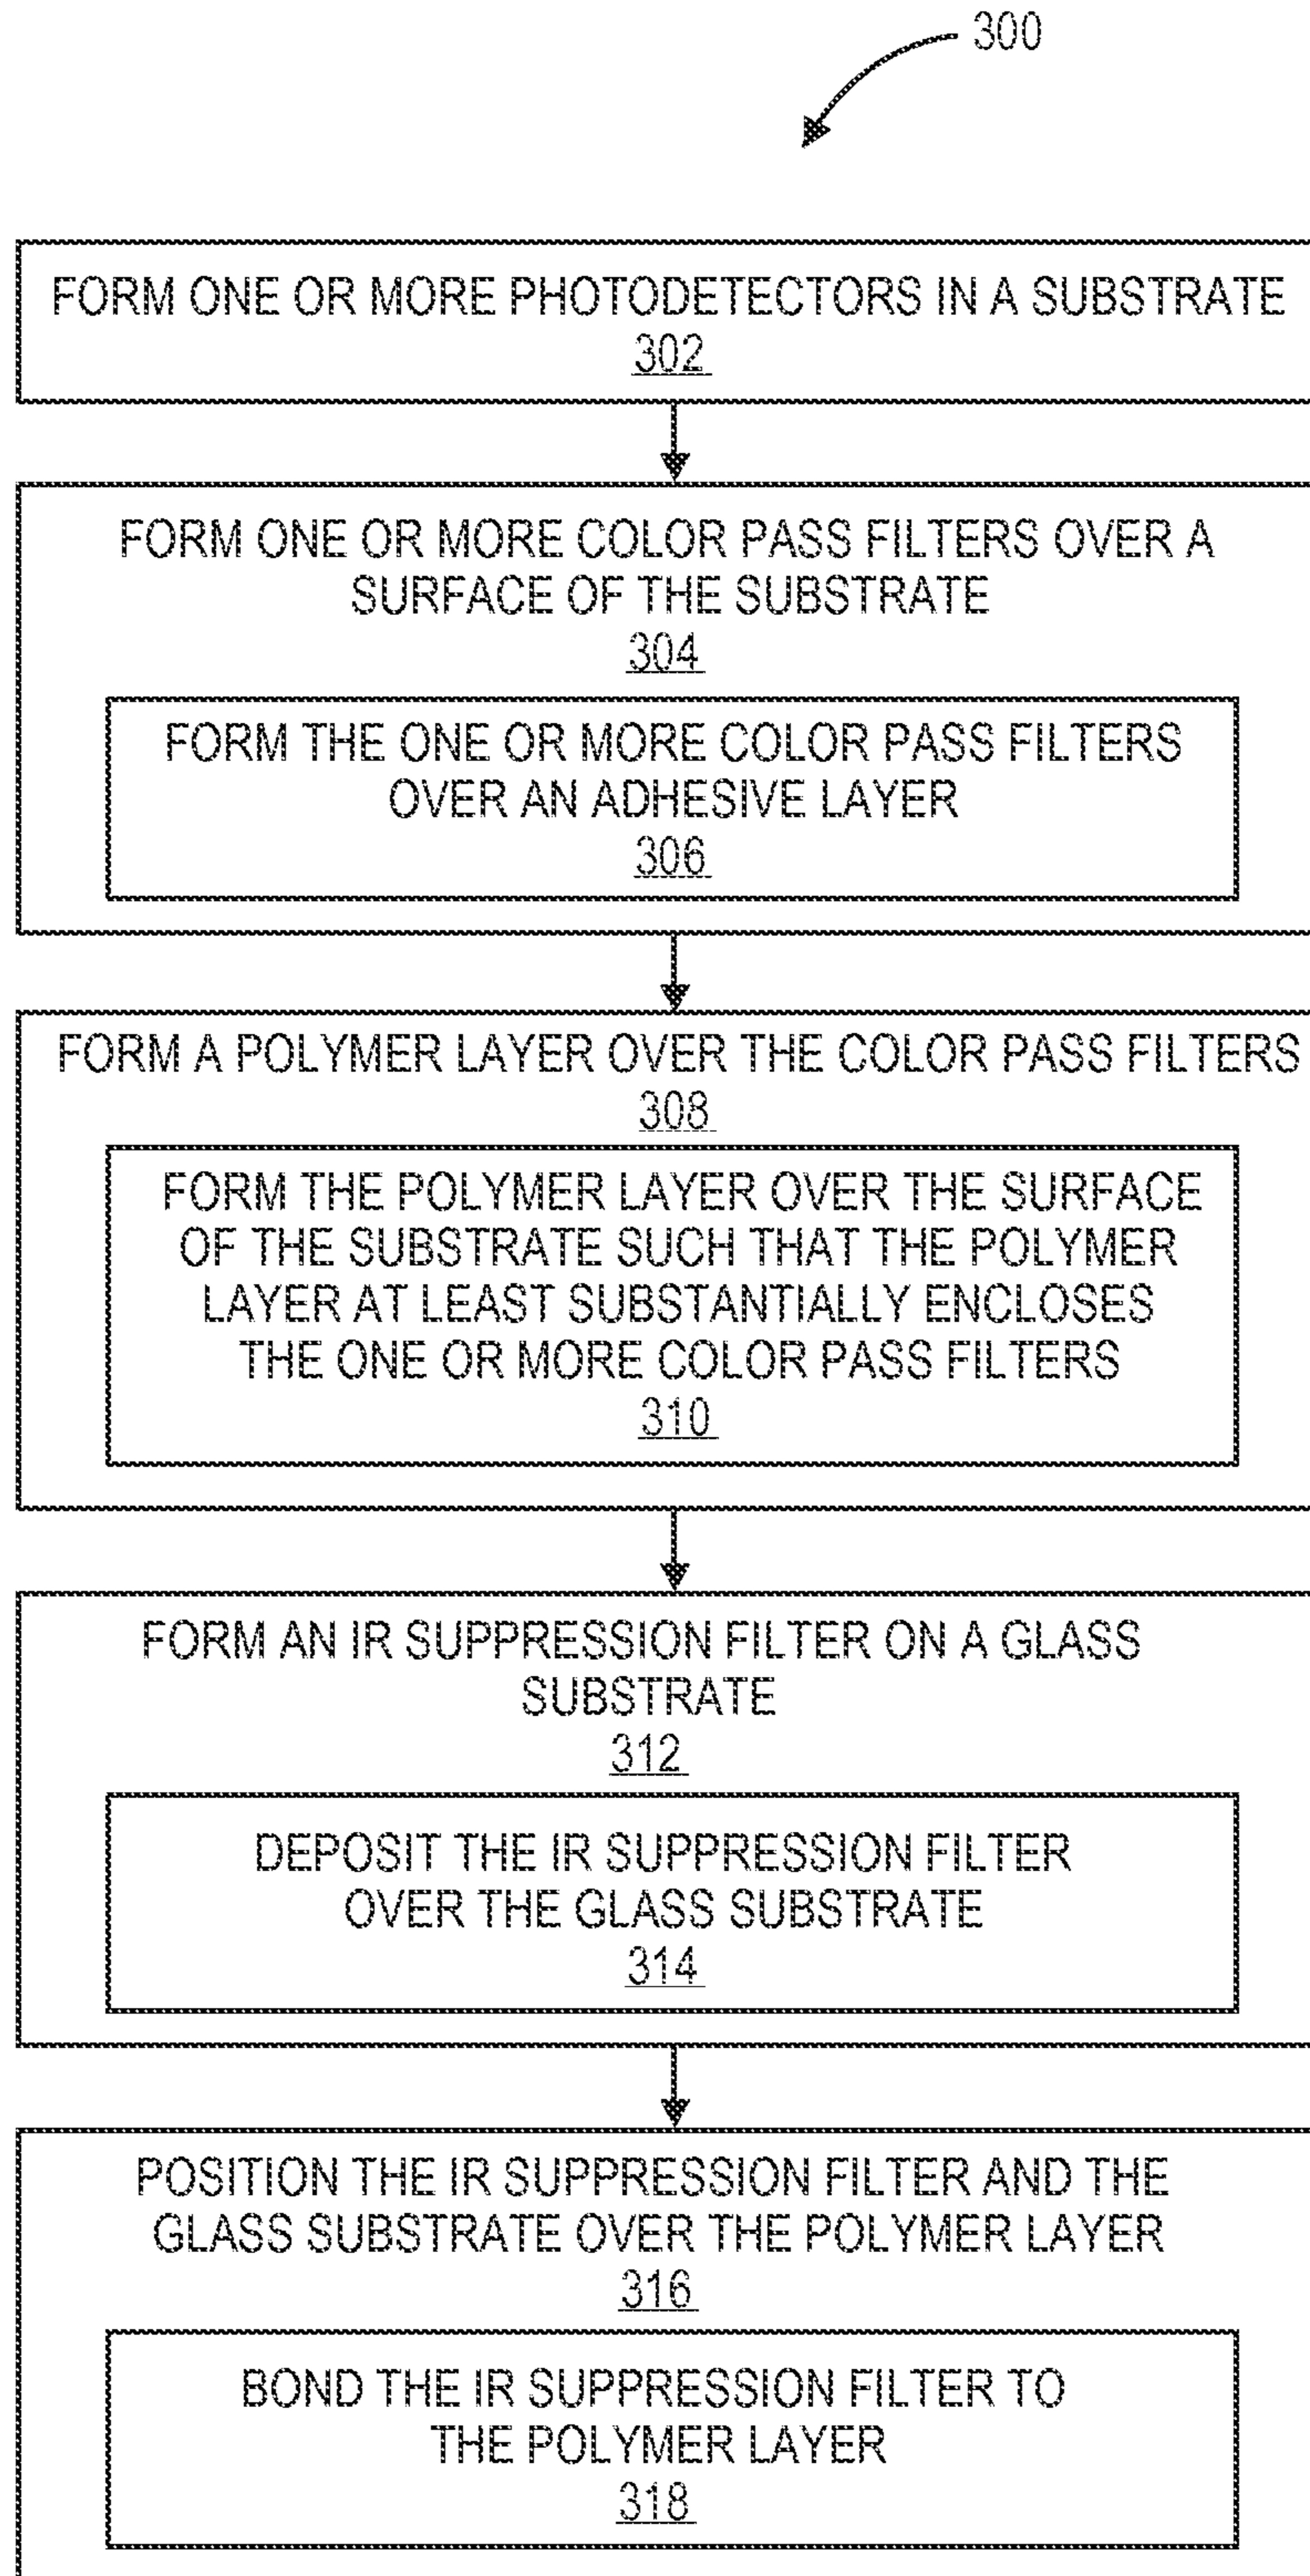 300
FORM ONE OR MORE PHOTODETECTORS IN A SUBSTRATE
302
FORM ONE OR MORE COLOR PASS FILTERS OVER A
SURFACE OF THE SUBSTRATE
304
FORM THE ONE OR MORE COLOR PASS FILTERS
OVER AN ADHESIVE LAYER
306
FORM A POLYMER LAYER OVER THE COLOR PASS FILTERS
308
FORM THE POLYMER LAYER OVER THE SURFACE
OF THE SUBSTRATE SUCH THAT THE POLYMER
LAYER AT LEAST SUBSTANTIALLY ENCLOSES
THE ONE OR MORE COLOR PASS FILTERS
310
FORM AN IR SUPPRESSION FILTER ON A GLASS
SUBSTRATE
312
DEPOSIT THE IR SUPPRESSION FILTER
OVER THE GLASS SUBSTRATE
314
POSITION THE IR SUPPRESSION FILTER AND THE
GLASS SUBSTRATE OVER THE POLYMER LAYER
316
BOND THE IR SUPPRESSION FILTER TO
THE POLYMER LAYER
318